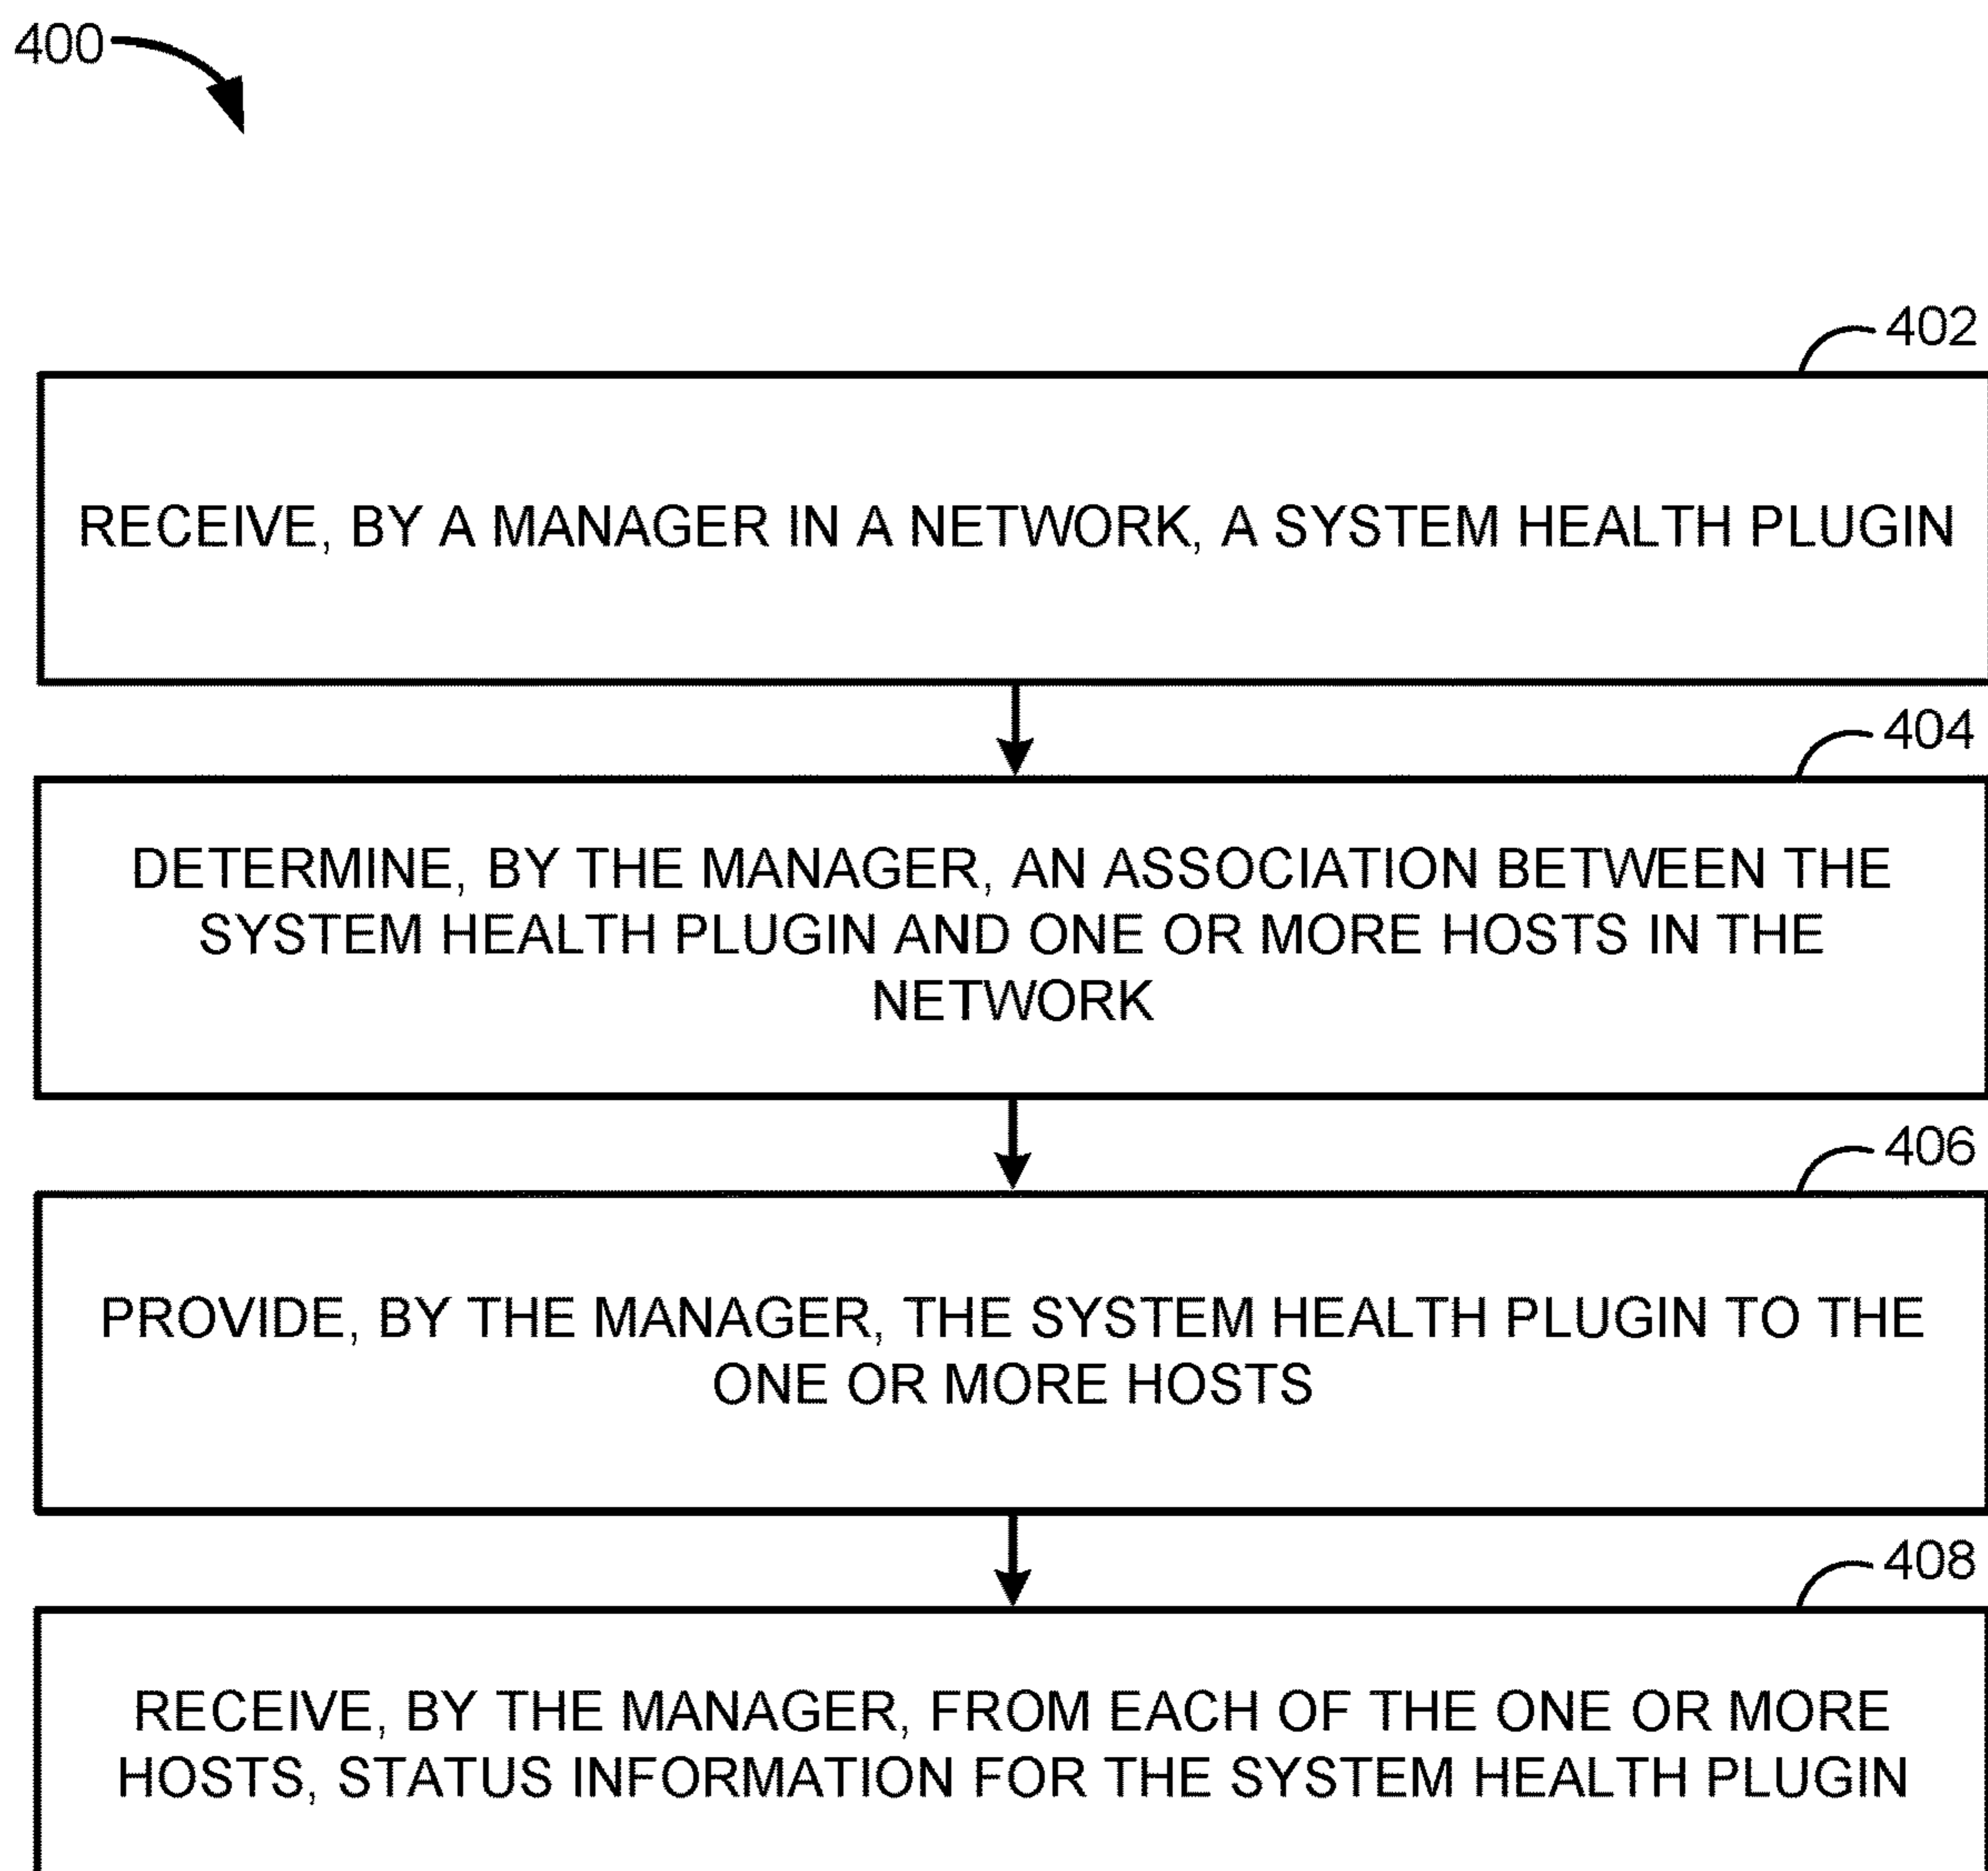 400
402
RECEIVE, BY A MANAGER IN A NETWORK, A SYSTEM HEALTH PLUGIN
404
DETERMINE, BY THE MANAGER, AN ASSOCIATION BETWEEN THE
SYSTEM HEALTH PLUGIN AND ONE OR MORE HOSTS IN THE
NETWORK
406
PROVIDE, BY THE MANAGER, THE SYSTEM HEALTH PLUGIN TO THE
ONE OR MORE HOSTS
408
RECEIVE, BY THE MANAGER, FROM EACH OF THE ONE OR MORE
HOSTS, STATUS INFORMATION FOR THE SYSTEM HEALTH PLUGIN